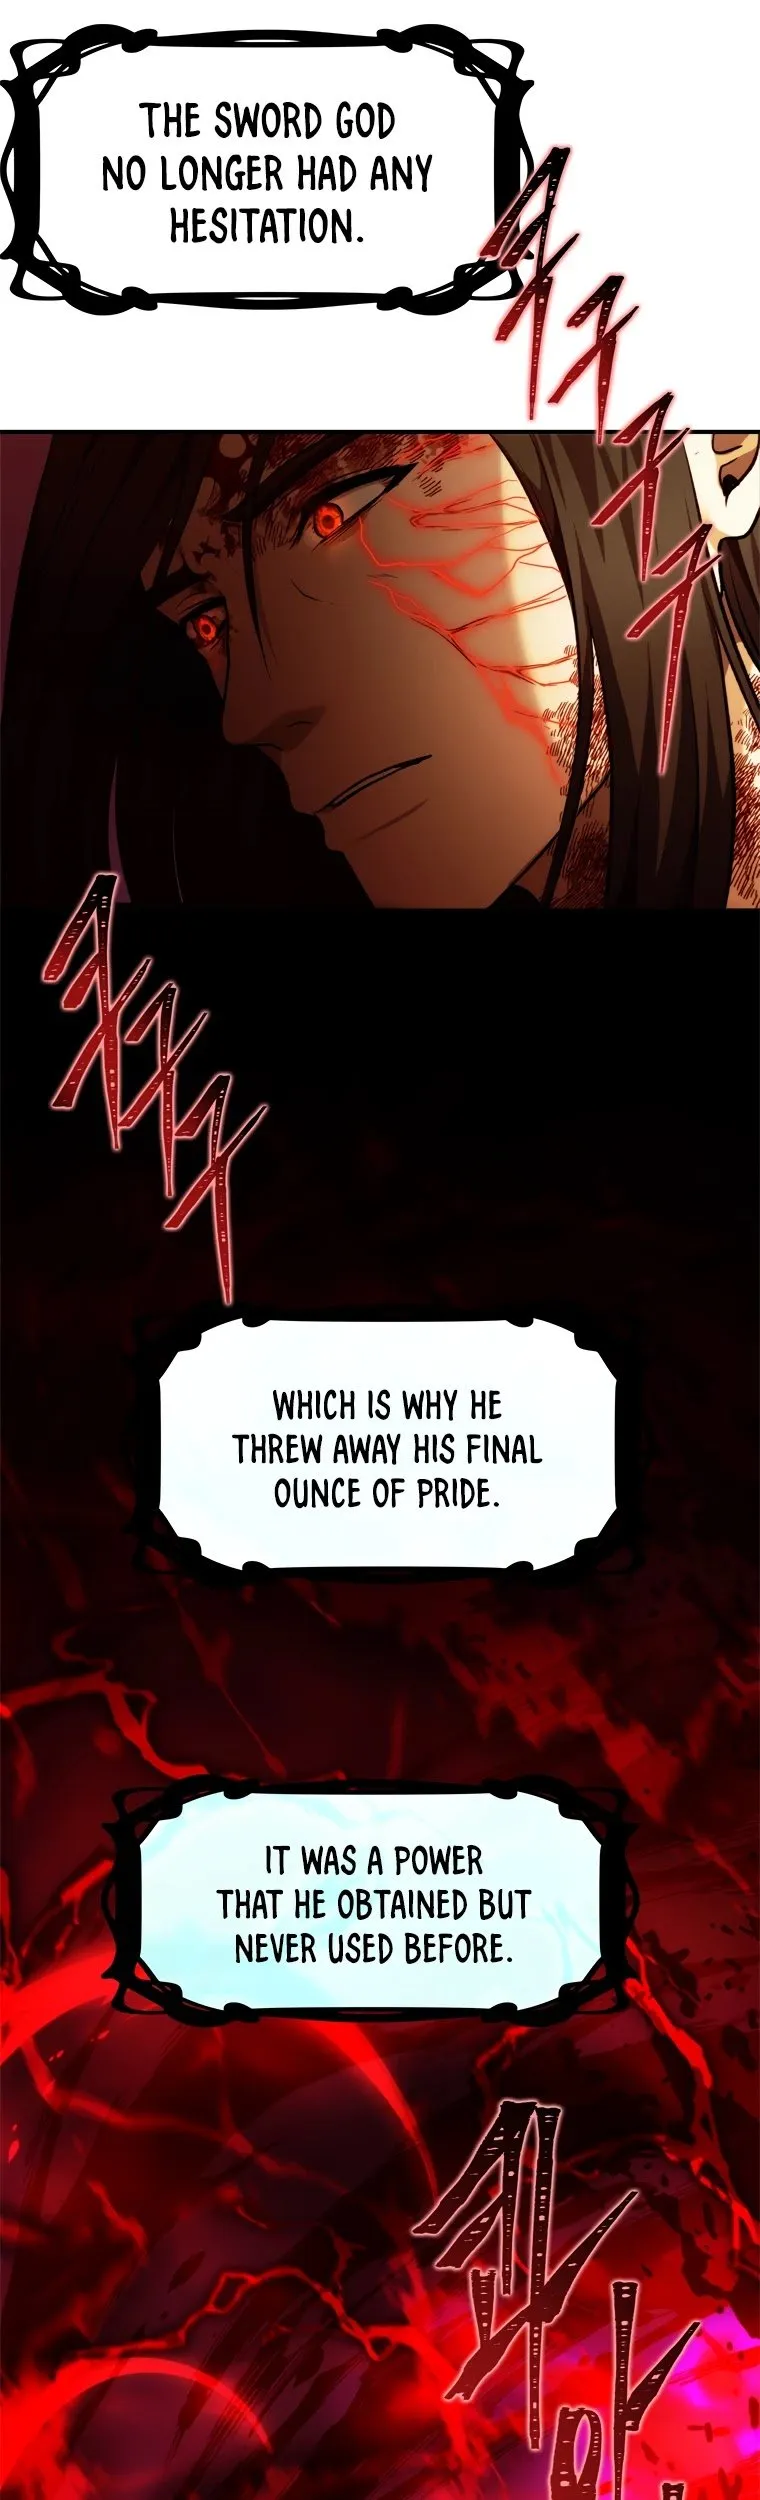 THE SWORD GOD
NO LONGER HAD ANY
HESITATION.
WHICH IS WHY HE
THREW AWAY HIS FINAL
OUNCE OF PRIDE.
IT WAS A POWER
THAT HE OBTAINED BUT
NEVER USED BEFORE.